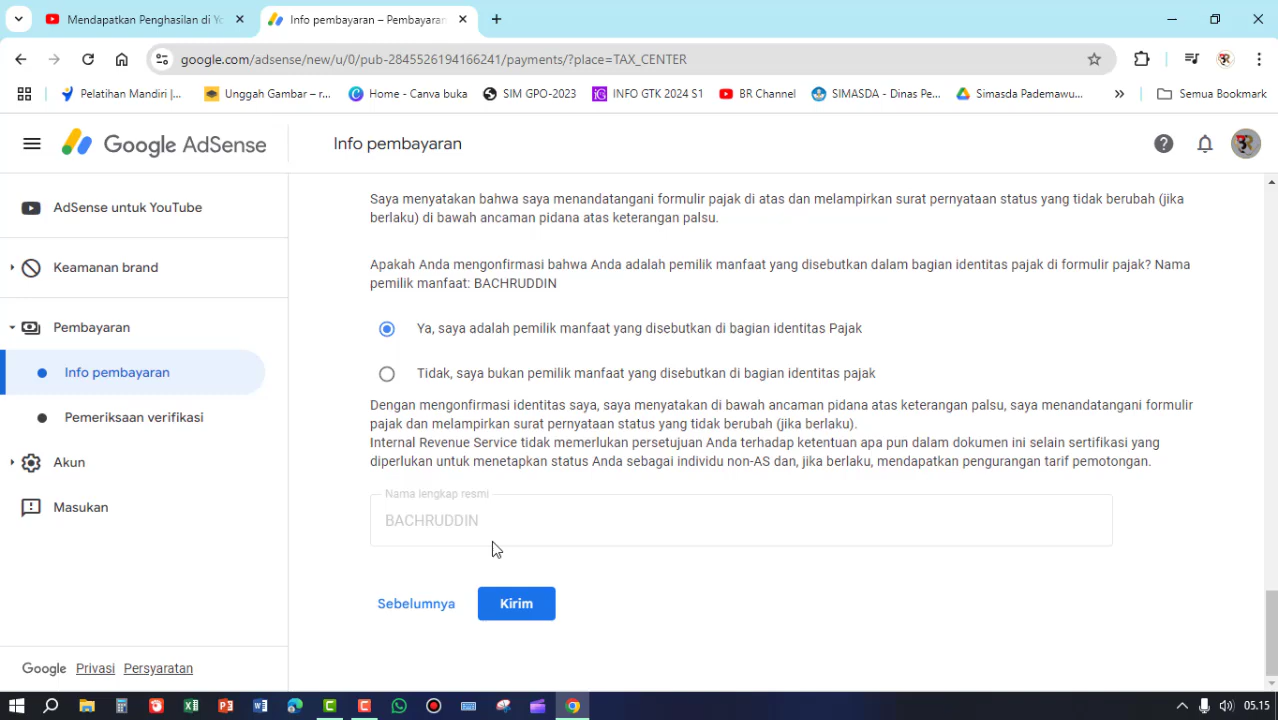 Mendapatkan Penghasilan di Yo
Info pembayaran – Pembayaran
google.com/adsense/new/u/0/pub-2845526194166241/payments/?place=TAX_CENTER
Pelatihan Mandiri |...
Unggah Gambar – r...
Home - Canva buka
SIM GPO-2023
INFO GTK 2024 S1
BR Channel
SIMASDA - Dinas Pe...
Simasda Pademawu...
»
Semua Bookmark
Google AdSense
Info pembayaran
AdSense untuk YouTube
Keamanan brand
Pembayaran
Info pembayaran
Pemeriksaan verifikasi
Akun
Masukan
Google Privasi Persyaratan
Saya menyatakan bahwa saya menandatangani formulir pajak di atas dan melampirkan surat pernyataan status yang tidak berubah (jika
berlaku) di bawah ancaman pidana atas keterangan palsu.
Apakah Anda mengonfirmasi bahwa Anda adalah pemilik manfaat yang disebutkan dalam bagian identitas pajak di formulir pajak? Nama
pemilik manfaat: BACHRUDDIN
Ya, saya adalah pemilik manfaat yang disebutkan di bagian identitas Pajak
Tidak, saya bukan pemilik manfaat yang disebutkan di bagian identitas pajak
Dengan mengonfirmasi identitas saya, saya menyatakan di bawah ancaman pidana atas keterangan palsu, saya menandatangani formulir
pajak dan melampirkan surat pernyataan status yang tidak berubah (jika berlaku).
Internal Revenue Service tidak memerlukan persetujuan Anda terhadap ketentuan apa pun dalam dokumen ini selain sertifikasi yang
diperlukan untuk menetapkan status Anda sebagai individu non-AS dan, jika berlaku, mendapatkan pengurangan tarif pemotongan.
Nama lengkap resmi
BACHRUDDIN
Sebelumnya
Kirim
05.15